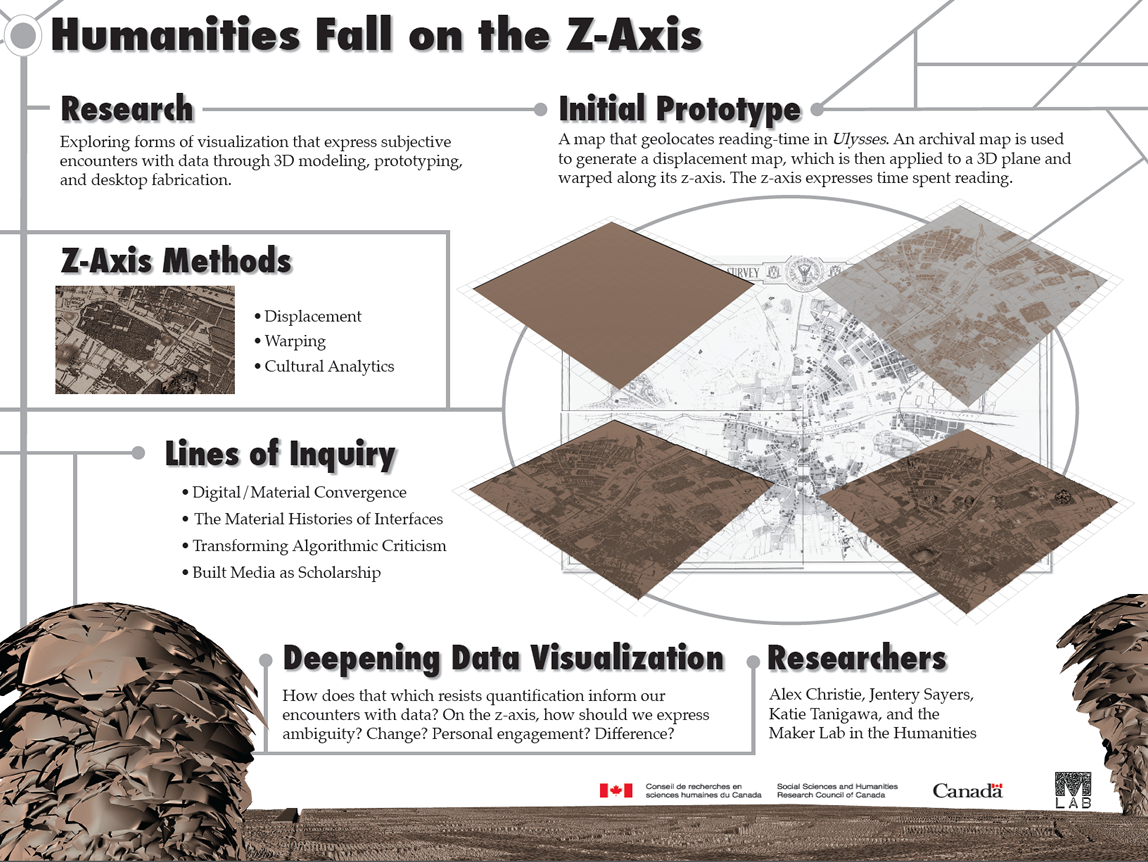 Humanities Fall on the Z-Axis
Research
Exploring forms of visualization that express subjective
encounters with data through 3D modeling, prototyping,
and desktop fabrication.
Initial Prototype
A map that geolocates reading-time in Ulysses. An archival map is used
to generate a displacement map, which is then applied to a 3D plane and
warped along its z-axis. The z-axis expresses time spent reading.
Z-Axis Methods
• Displacement
• Warping
• Cultural Analytics
SURVEY
Lines of Inquiry
• Digital/Material Convergence
• The Material Histories of Interfaces
• Transforming Algorithmic Criticism
• Built Media as Scholarship
Deepening Data Visualization
How does that which resists quantification inform our
encounters with data? On the z-axis, how should we express
ambiguity? Change? Personal engagement? Difference?
Researchers
Alex Christie, Jentery Sayers,
Katie Tanigawa, and the
Maker Lab in the Humanities
Conseil de recherches en
sciences humaines du Canada
Social Sciences and Humanities
Research Council of Canada
Canada
M
LAB